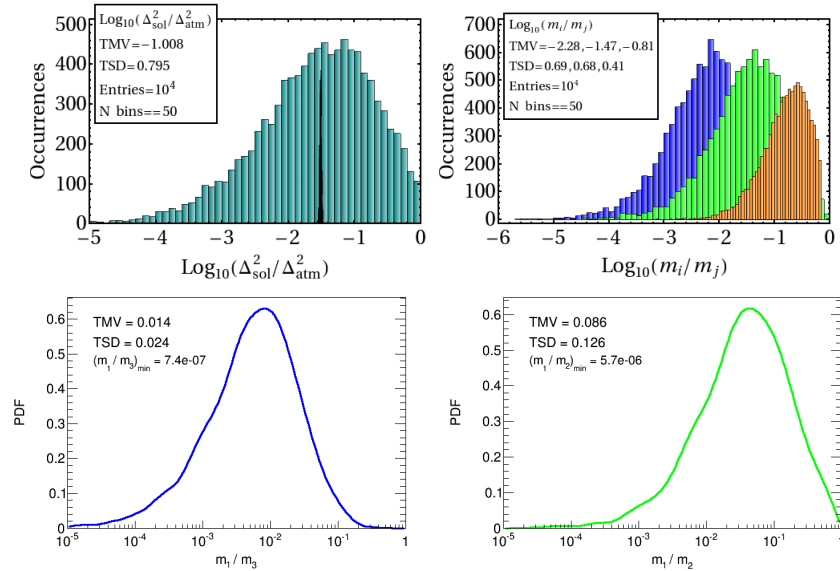 Log₁₀(Δ²sol/Δ²atm)
TMV=−1.008
TSD=0.795
Entries=10⁴
N bins==50
Occurrences
500
400
300
200
100
0
−5 −4 −3 −2 −1 0
Log₁₀(Δ²sol/Δ²atm)
Log₁₀(mᵢ/mⱼ)
TMV=−2.28,−1.47,−0.81
TSD=0.69,0.68,0.41
Entries=10⁴
N bins==50
Occurrences
700
600
500
400
300
200
100
0
−6 −5 −4 −3 −2 −1 0
Log₁₀(mᵢ/mⱼ)
TMV = 0.014
TSD = 0.024
(m₁/m₃)min = 7.4e-07
PDF
0.6
0.5
0.4
0.3
0.2
0.1
0
10⁻⁵ 10⁻⁴ 10⁻³ 10⁻² 10⁻¹ 1
m₁/m₃
TMV = 0.086
TSD = 0.126
(m₁/m₂)min = 5.7e-06
PDF
0.6
0.5
0.4
0.3
0.2
0.1
0
10⁻⁵ 10⁻⁴ 10⁻³ 10⁻² 10⁻¹ 1
m₁/m₂